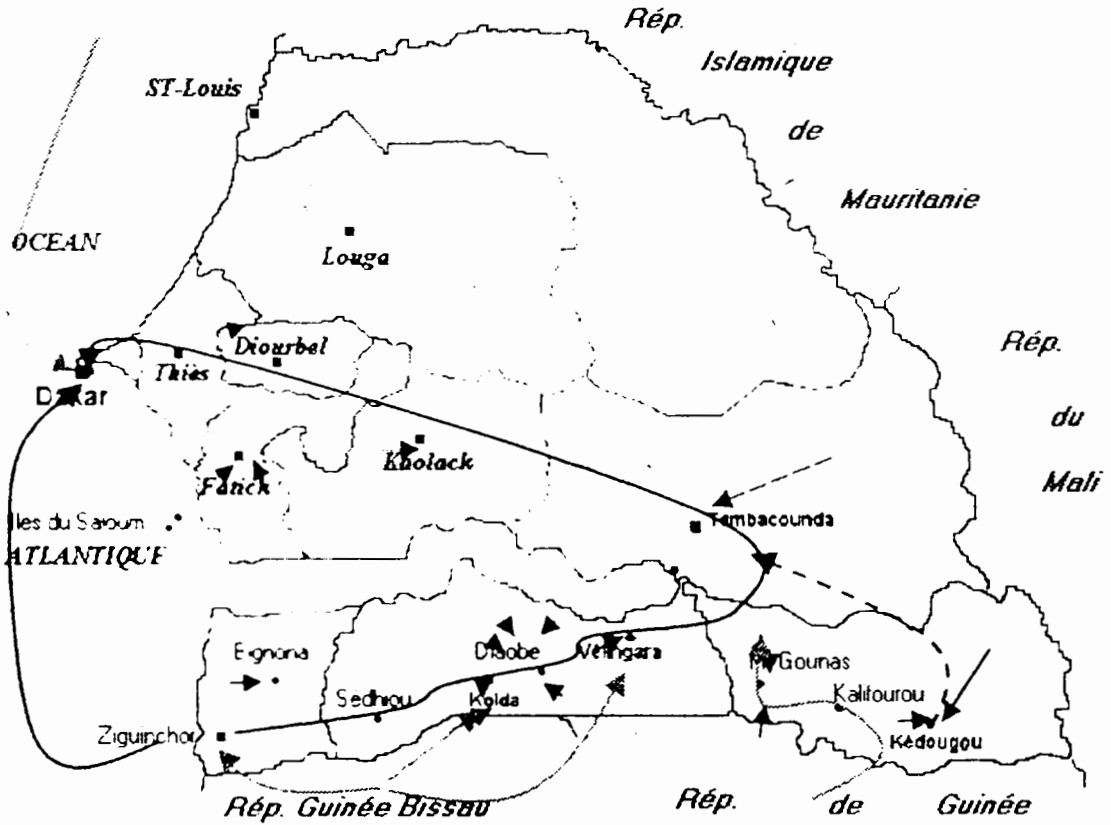 Rép.
Islamique
de
Mauritanie
ST-Louis
OCEAN
Louga
Rép.
du
Mali
Diourbel
Thiès
Dakar
Kaolack
Fatick
Iles du Saloum
ATLANTIQUE
Tambacounda
Bignona
Diaobe
Vélingara
Gounas
Kalifourou
Sedhiou
Kolda
Ziguinchor
Kédougou
Rép. Guinée Bissau
Rép.
de
Guinée